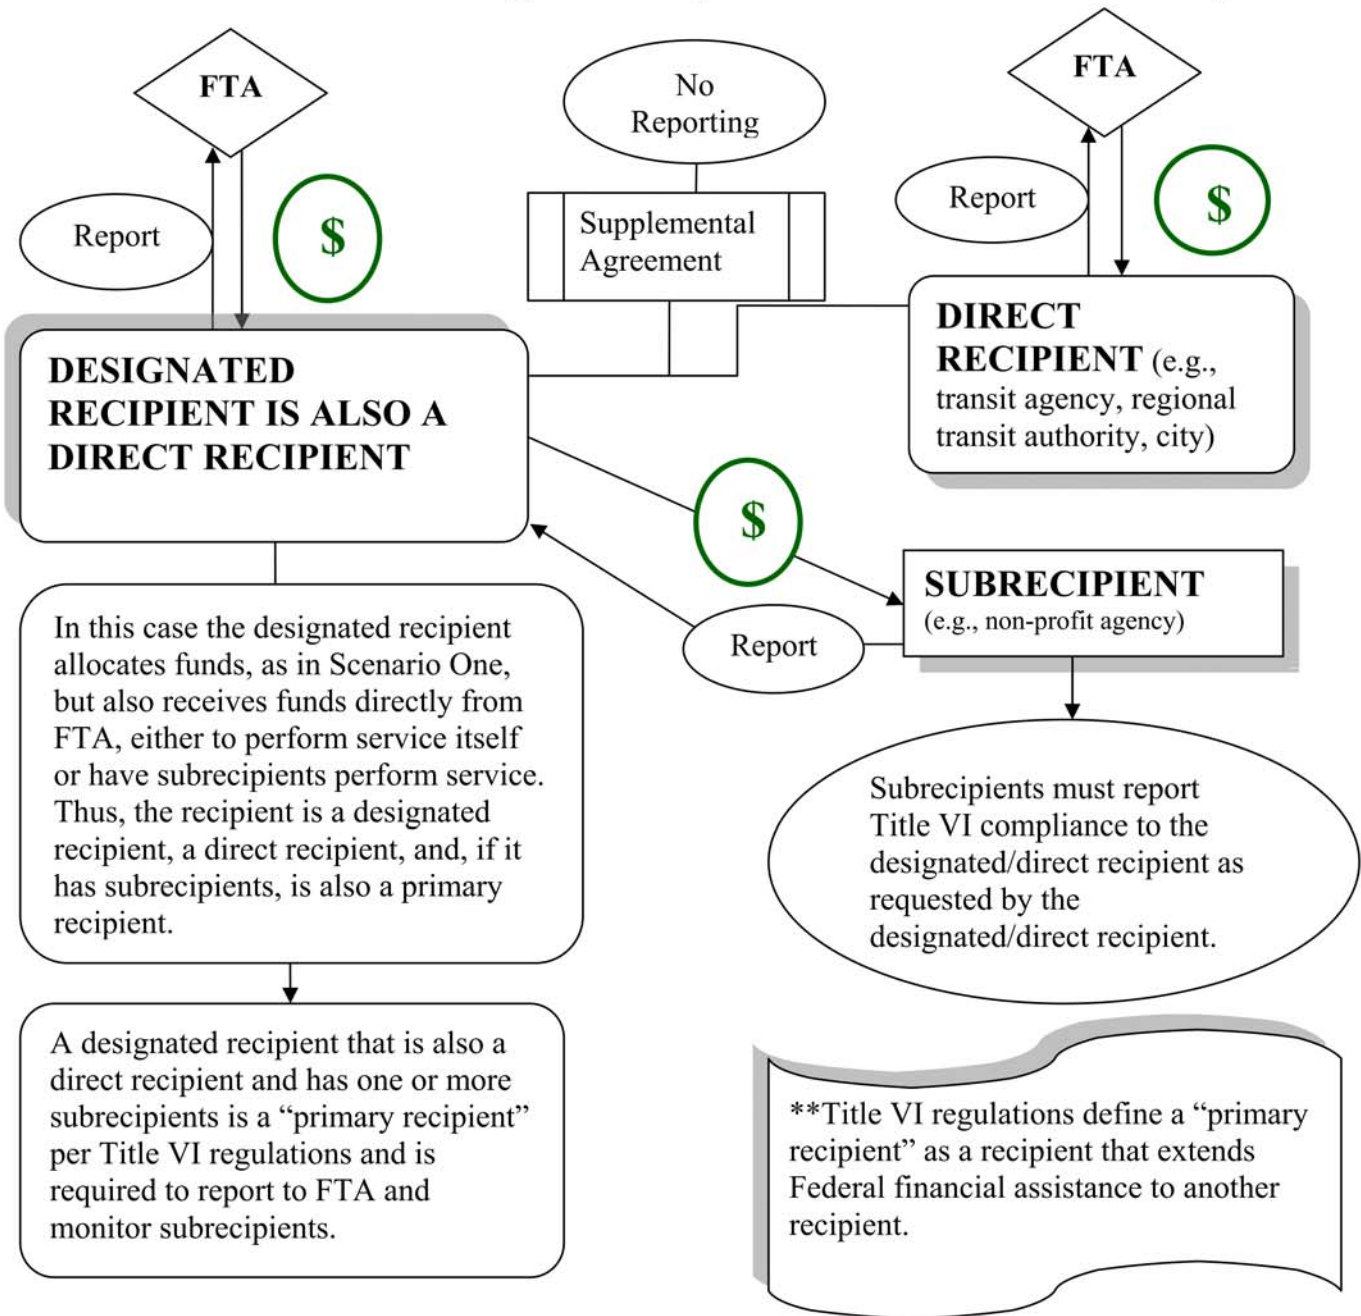 FTA
Report
$
No
Reporting
Supplemental
Agreement
FTA
Report
$
DESIGNATED
RECIPIENT IS ALSO A
DIRECT RECIPIENT
DIRECT
RECIPIENT (e.g.,
transit agency, regional
transit authority, city)
$
SUBRECIPIENT
(e.g., non-profit agency)
Report
In this case the designated recipient
allocates funds, as in Scenario One,
but also receives funds directly from
FTA, either to perform service itself
or have subrecipients perform service.
Thus, the recipient is a designated
recipient, a direct recipient, and, if it
has subrecipients, is also a primary
recipient.
Subrecipients must report
Title VI compliance to the
designated/direct recipient as
requested by the
designated/direct recipient.
A designated recipient that is also a
direct recipient and has one or more
subrecipients is a “primary recipient”
per Title VI regulations and is
required to report to FTA and
monitor subrecipients.
**Title VI regulations define a “primary
recipient” as a recipient that extends
Federal financial assistance to another
recipient.